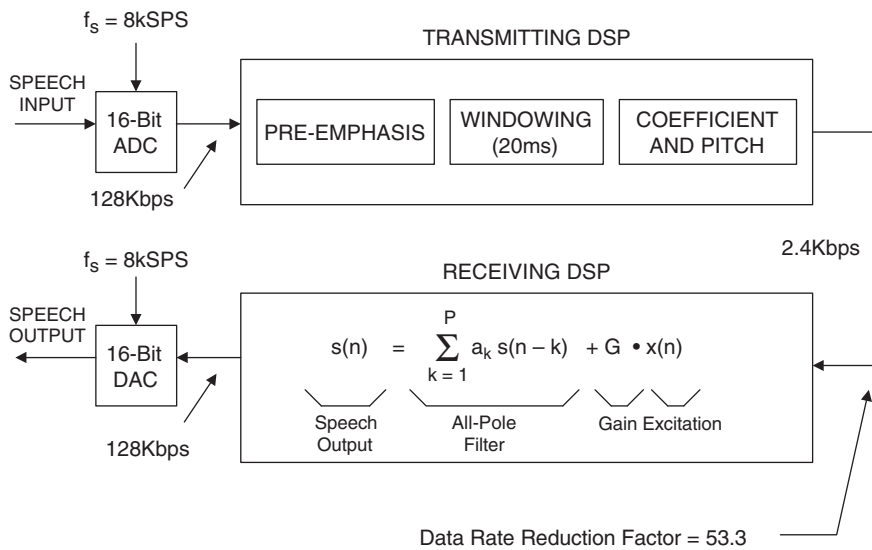 fs = 8kSPS
TRANSMITTING DSP
SPEECH
INPUT
16-Bit
ADC
PRE-EMPHASIS
WINDOWING
(20ms)
COEFFICIENT
AND PITCH
128Kbps
2.4Kbps
fs = 8kSPS
RECEIVING DSP
SPEECH
OUTPUT
16-Bit
DAC
P
s(n) = ∑ ak s(n – k) + G • x(n)
k = 1
Speech
Output
All-Pole
Filter
Gain Excitation
128Kbps
Data Rate Reduction Factor = 53.3